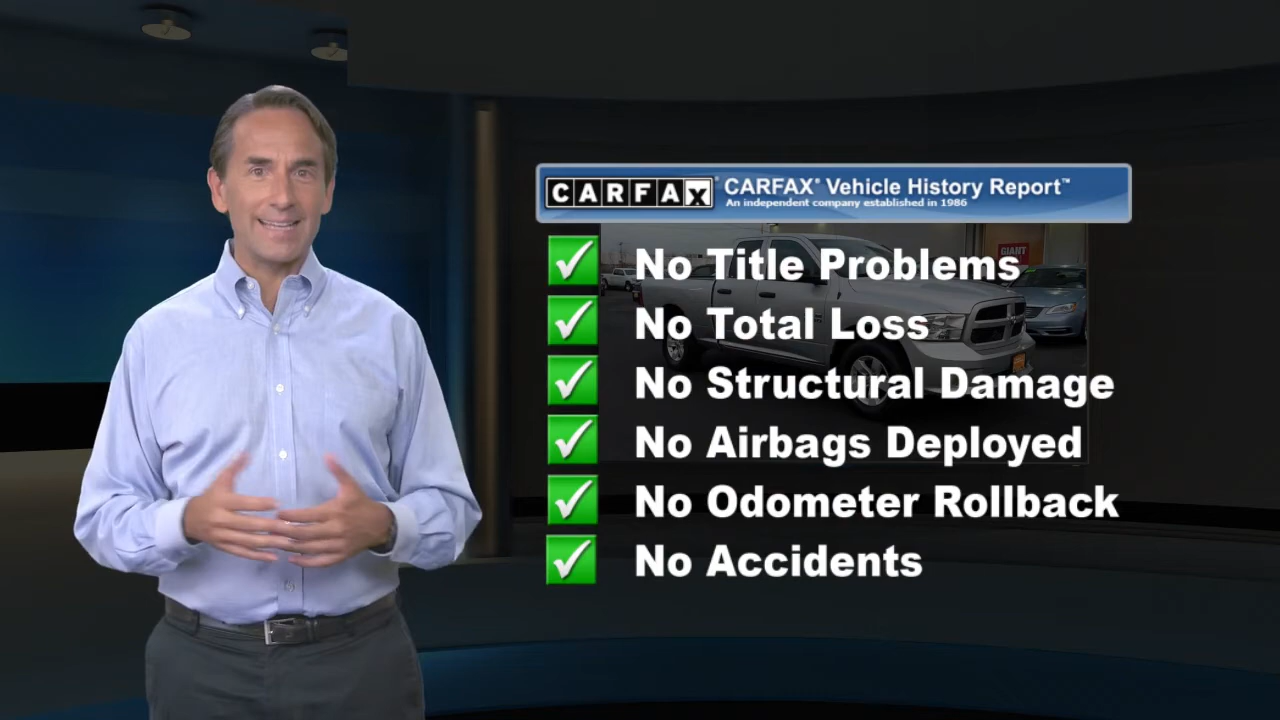 CARFAX
CARFAX® Vehicle History Report™
An independent company established in 1986
GIANT
No Title Problems
No Total Loss
No Structural Damage
No Airbags Deployed
No Odometer Rollback
No Accidents